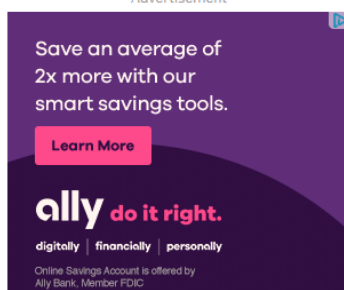 Advertisement
Save an average of
2x more with our
smart savings tools.
Learn More
ally do it right.
digitally | financially | personally
Online Savings Account is offered by
Ally Bank, Member FDIC